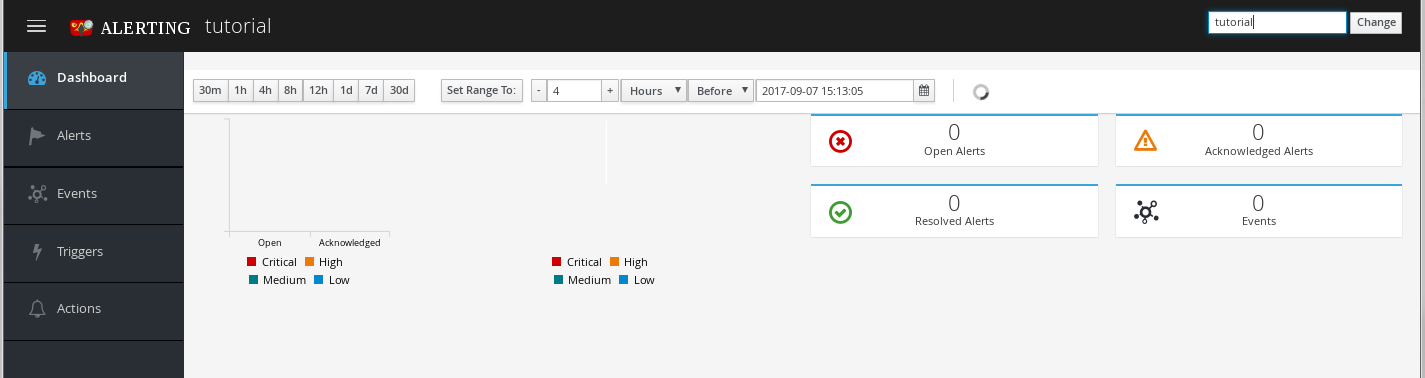 ALERTING tutorial
tutorial Change
Dashboard
Alerts
Events
Triggers
Actions
30m 1h 4h 8h 12h 1d 7d 30d Set Range To: - 4 + Hours Before 2017-09-07 15:13:05
Open Acknowledged
Critical High
Medium Low
Critical High
Medium Low
0
Open Alerts
0
Acknowledged Alerts
0
Resolved Alerts
0
Events